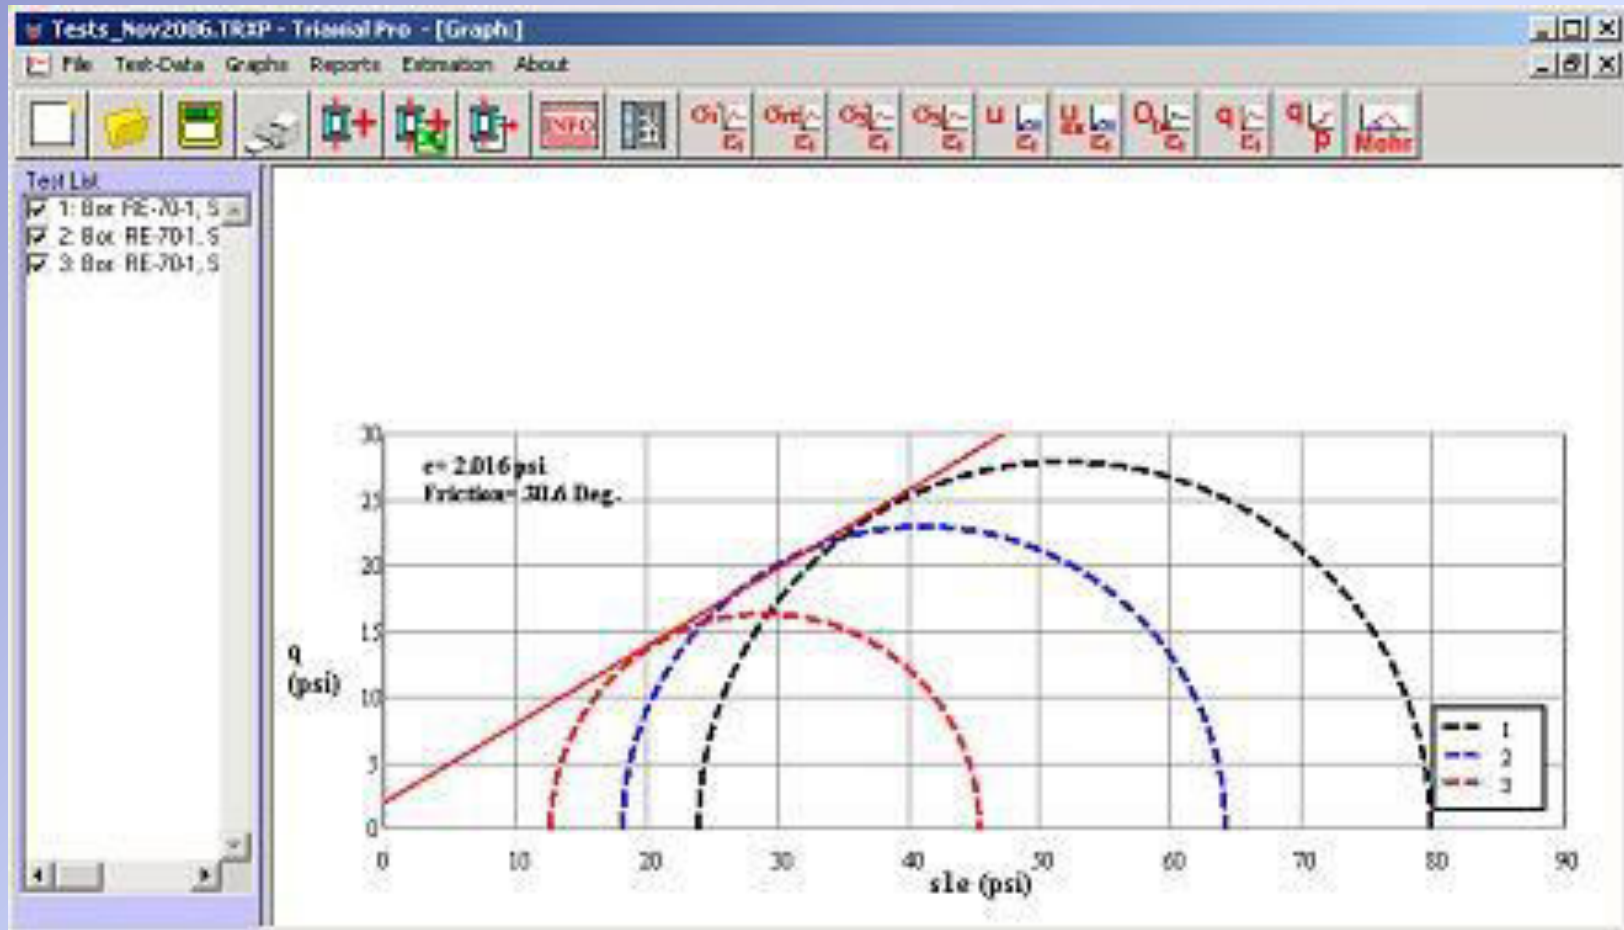 Tests_Nov2006.TRXP - Triaxial Pro - [Graph:]
File Test-Data Graphs Reports Estimation About
INFO
u
q
q
p
Mohr
Test List
1: Bor: RE-70-1, S
2: Bor: RE-70-1, S
3: Bor: RE-70-1, S
c= 2.016 psi
Friction= 30.6 Deg.
30
25
20
15
10
5
0
q
(psi)
0 10 20 30 40 50 60 70 80 90
s1e (psi)
1
2
3